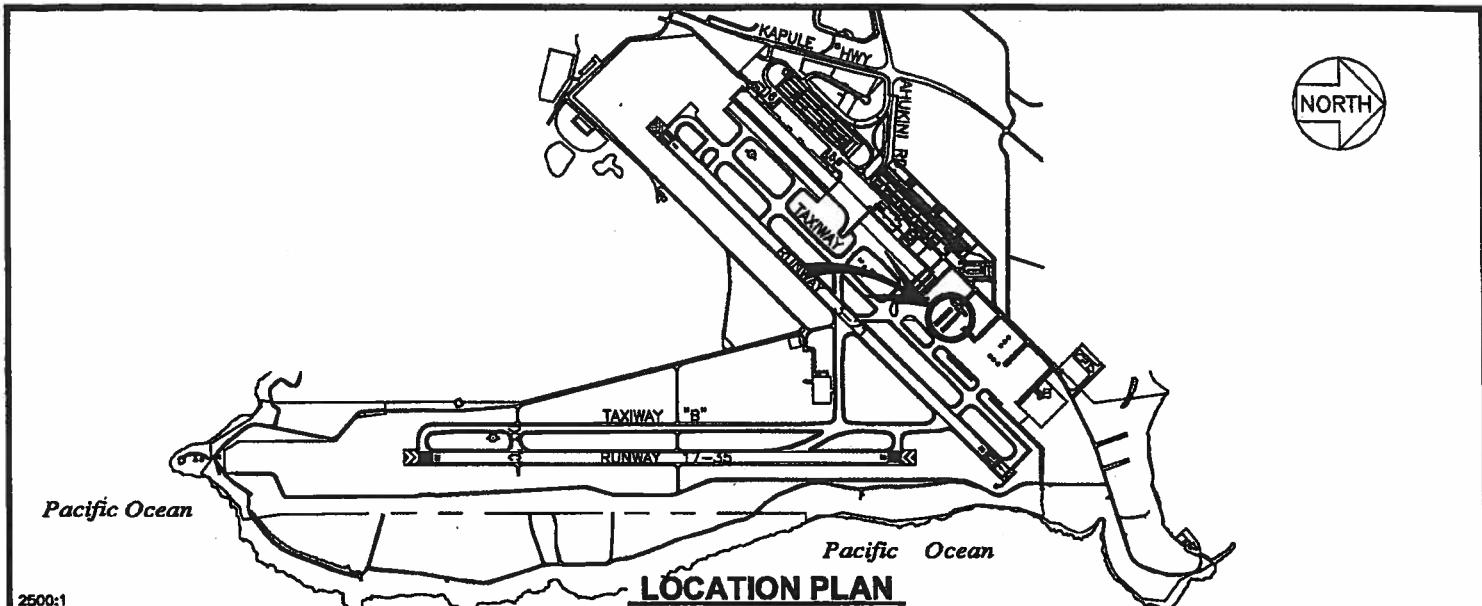 KAPULE HWY
AHUKINI RD
NORTH
TAXIWAY
RUNWAY
TAXIWAY "B"
RUNWAY 17-35
Pacific Ocean
Pacific Ocean
LOCATION PLAN
2500:1